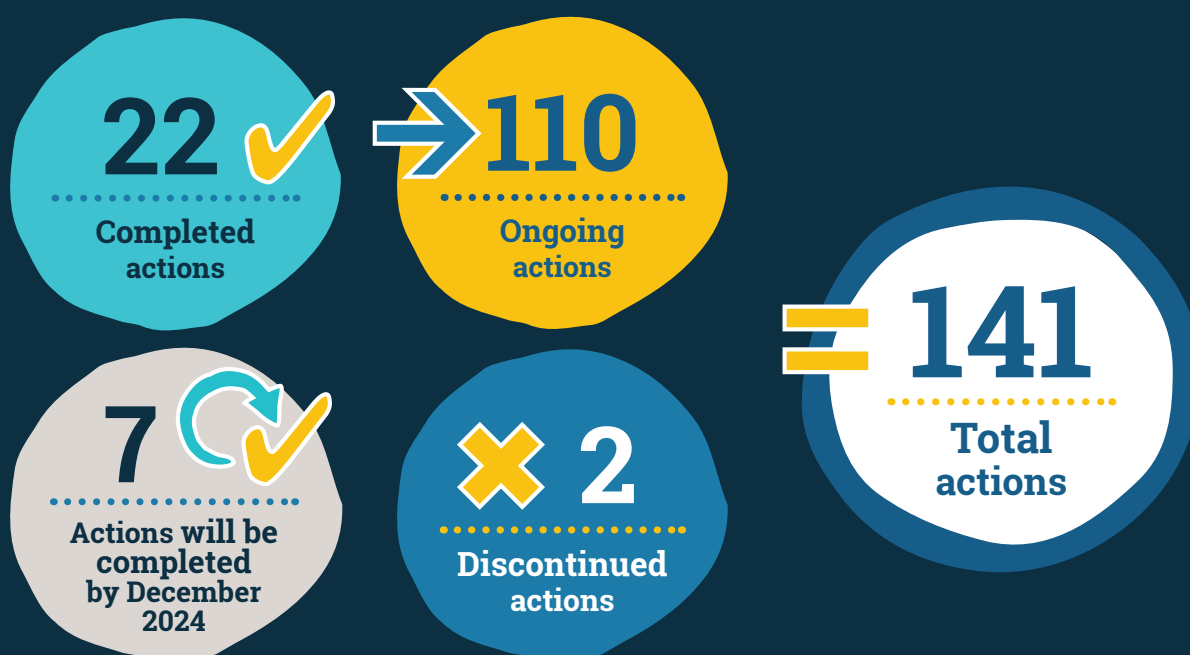 22
Completed
actions
110
Ongoing
actions
7
Actions will be
completed
by December
2024
2
Discontinued
actions
=
141
Total
actions